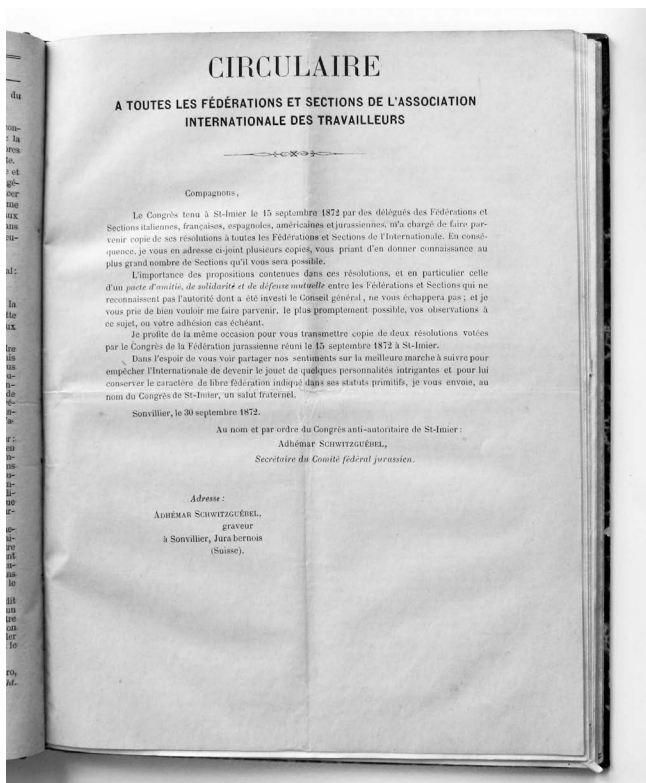 CIRCULAIRE
A TOUTES LES FÉDÉRATIONS ET SECTIONS DE L'ASSOCIATION
INTERNATIONALE DES TRAVAILLEURS
Compagnons,
Le Congrès tenu à St-Imier le 15 septembre 1872 par des délégués des Fédérations et
Sections italiennes, françaises, espagnoles, américaines et jurassiennes, m'a chargé de faire par-
venir copie de ses résolutions à toutes les Fédérations et Sections de l'Internationale. En consé-
quence, je vous en adresse ci-joint plusieurs copies, vous priant d'en donner connaissance au
plus grand nombre de Sections qu'il vous sera possible.
L'importance des propositions contenues dans ces résolutions, et en particulier celle
d'un pacte d'amitié, de solidarité et de défense mutuelle entre les Fédérations et Sections qui ne
reconnaissent pas l'autorité dont a été investi le Conseil général, ne vous échappera pas ; et je
vous prie de bien vouloir me faire parvenir, le plus promptement possible, vos observations à
ce sujet, ou votre adhésion cas échéant.
Je profite de la même occasion pour vous transmettre copie de deux résolutions votées
par le Congrès de la Fédération jurassienne réuni le 15 septembre 1872 à St-Imier.
Dans l'espoir de vous voir partager nos sentiments sur la meilleure marche à suivre pour
empêcher l'Internationale de devenir le jouet de quelques personnalités intrigantes et pour lui
conserver le caractère de libre fédération indiqué dans ses statuts primitifs, je vous envoie, au
nom du Congrès de St-Imier, un salut fraternel.
Sonvillier, le 30 septembre 1872.
Au nom et par ordre du Congrès anti-autoritaire de St-Imier :
Adhémar SCHWITZGUÉBEL,
Secrétaire du Comité fédéral jurassien.
Adresse :
ADHÉMAR SCHWITZGUÉBEL,
graveur
à Sonvillier, Jura bernois
(Suisse).